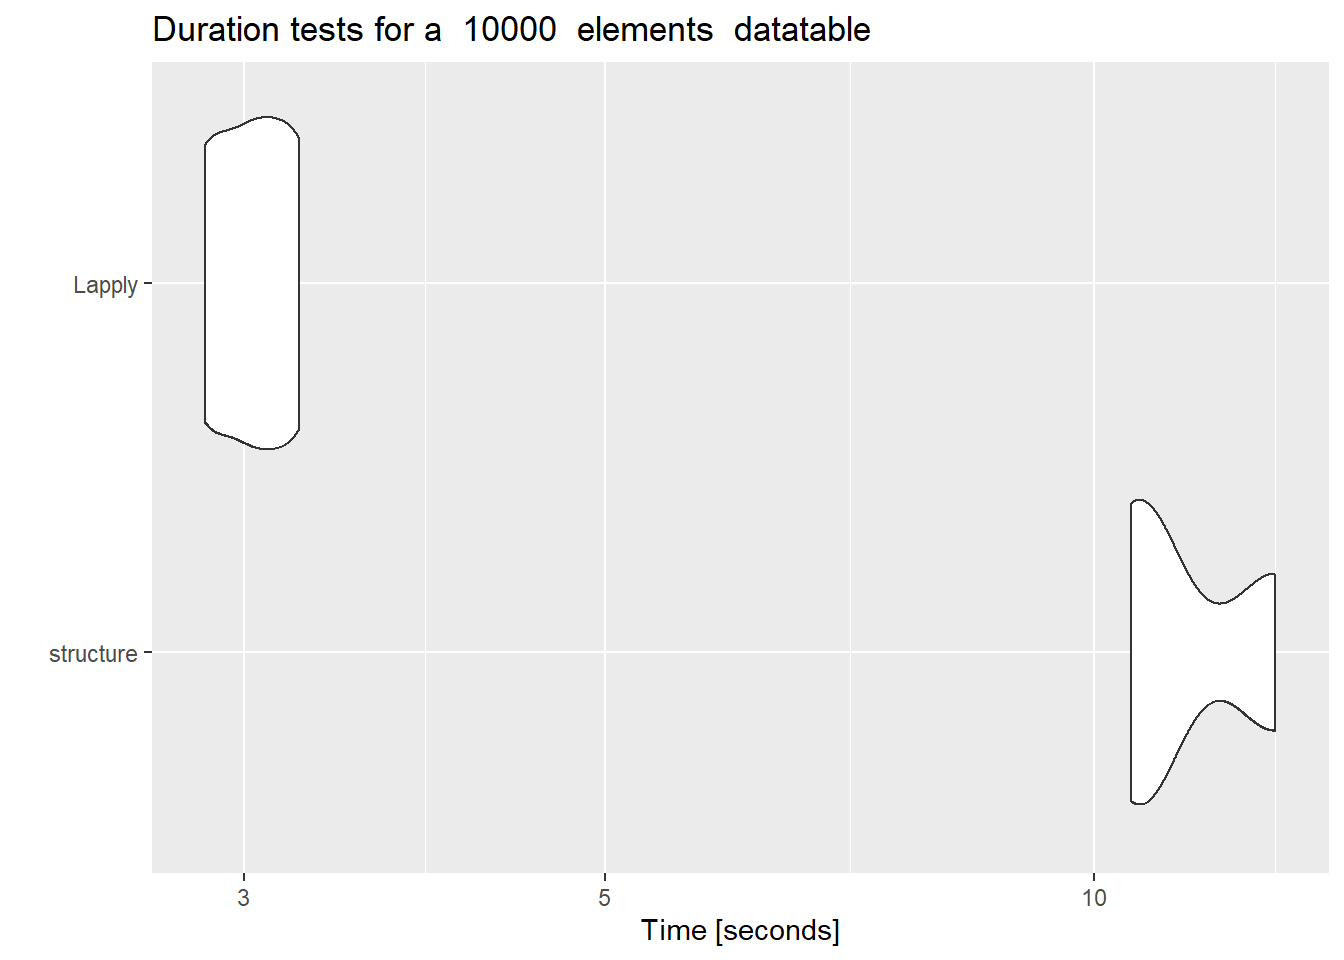 Duration tests for a  10000  elements  datatable
Lapply
structure
3 5 10
Time [seconds]